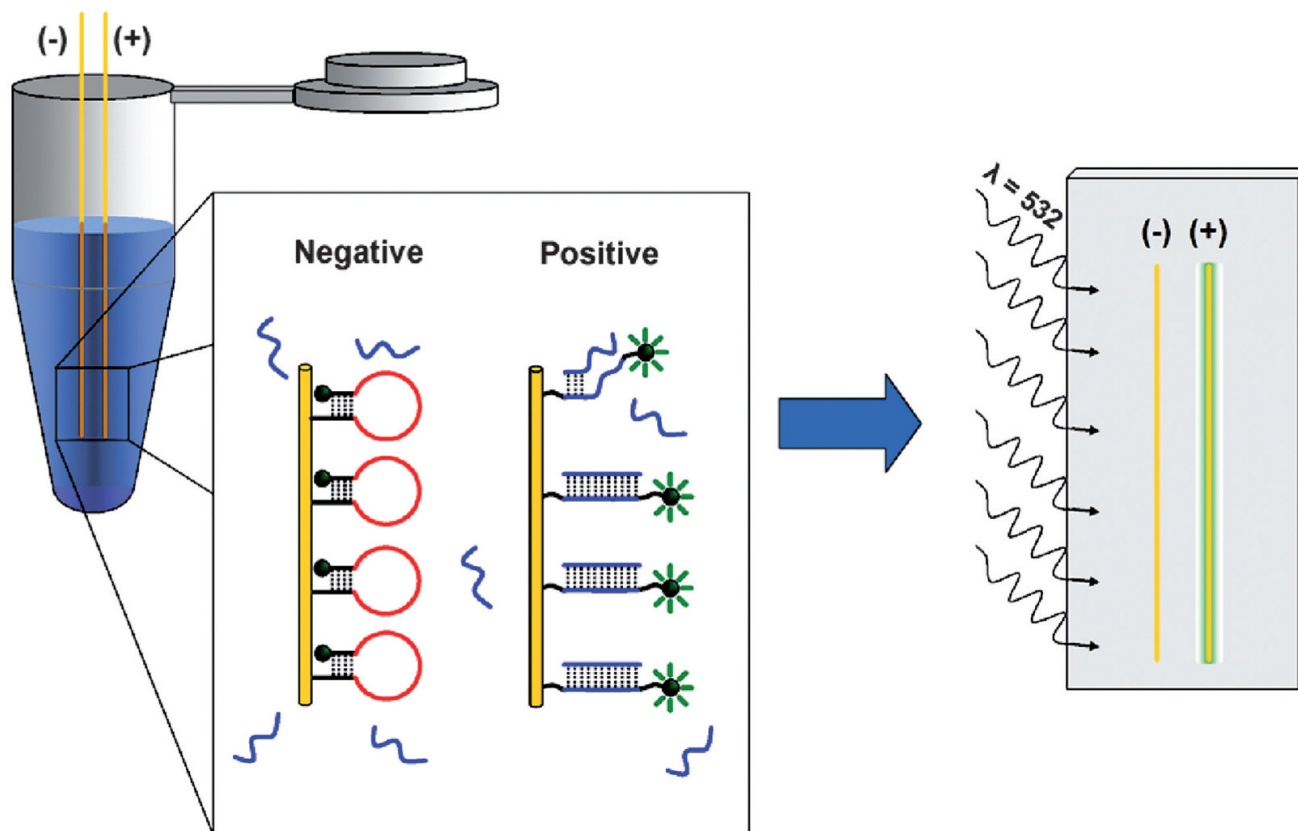 (-) (+)
Negative Positive
λ = 532
(-) (+)